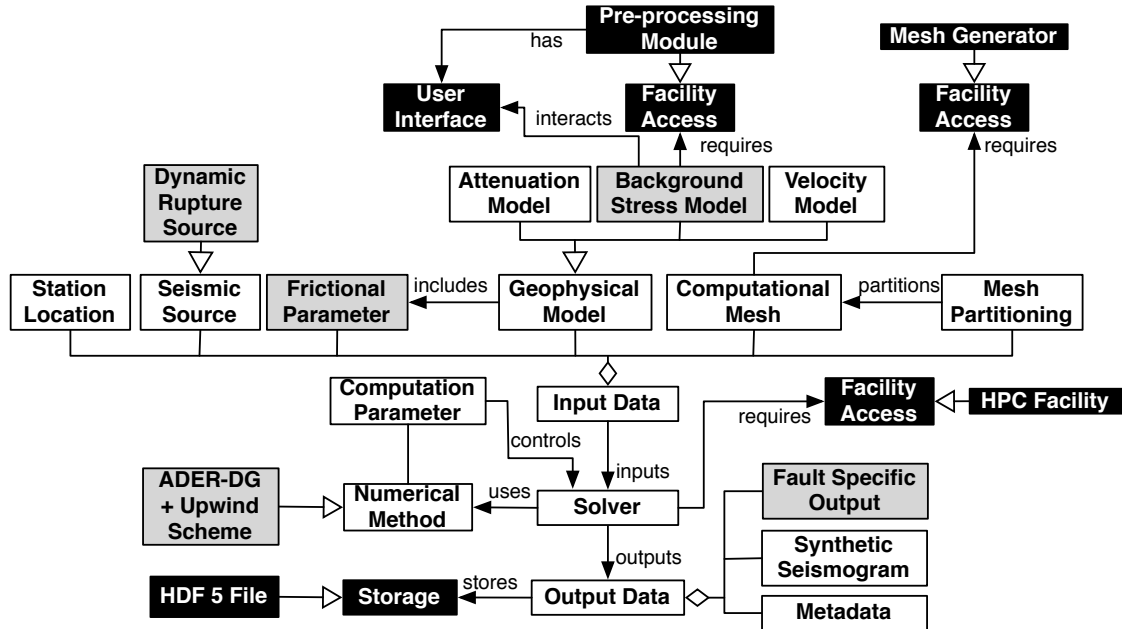 Pre-processing
Module
Mesh Generator
has
User
Interface
interacts
Facility
Access
Facility
Access
requires
requires
Dynamic
Rupture
Source
Attenuation
Model
Background
Stress Model
Velocity
Model
Station
Location
Seismic
Source
Frictional
Parameter
includes
Geophysical
Model
Computational
Mesh
partitions
Mesh
Partitioning
Computation
Parameter
Input Data
Facility
Access
HPC Facility
requires
controls
inputs
ADER-DG
+ Upwind
Scheme
Numerical
Method
uses
Solver
Fault Specific
Output
outputs
Synthetic
Seismogram
HDF 5 File
Storage
stores
Output Data
Metadata